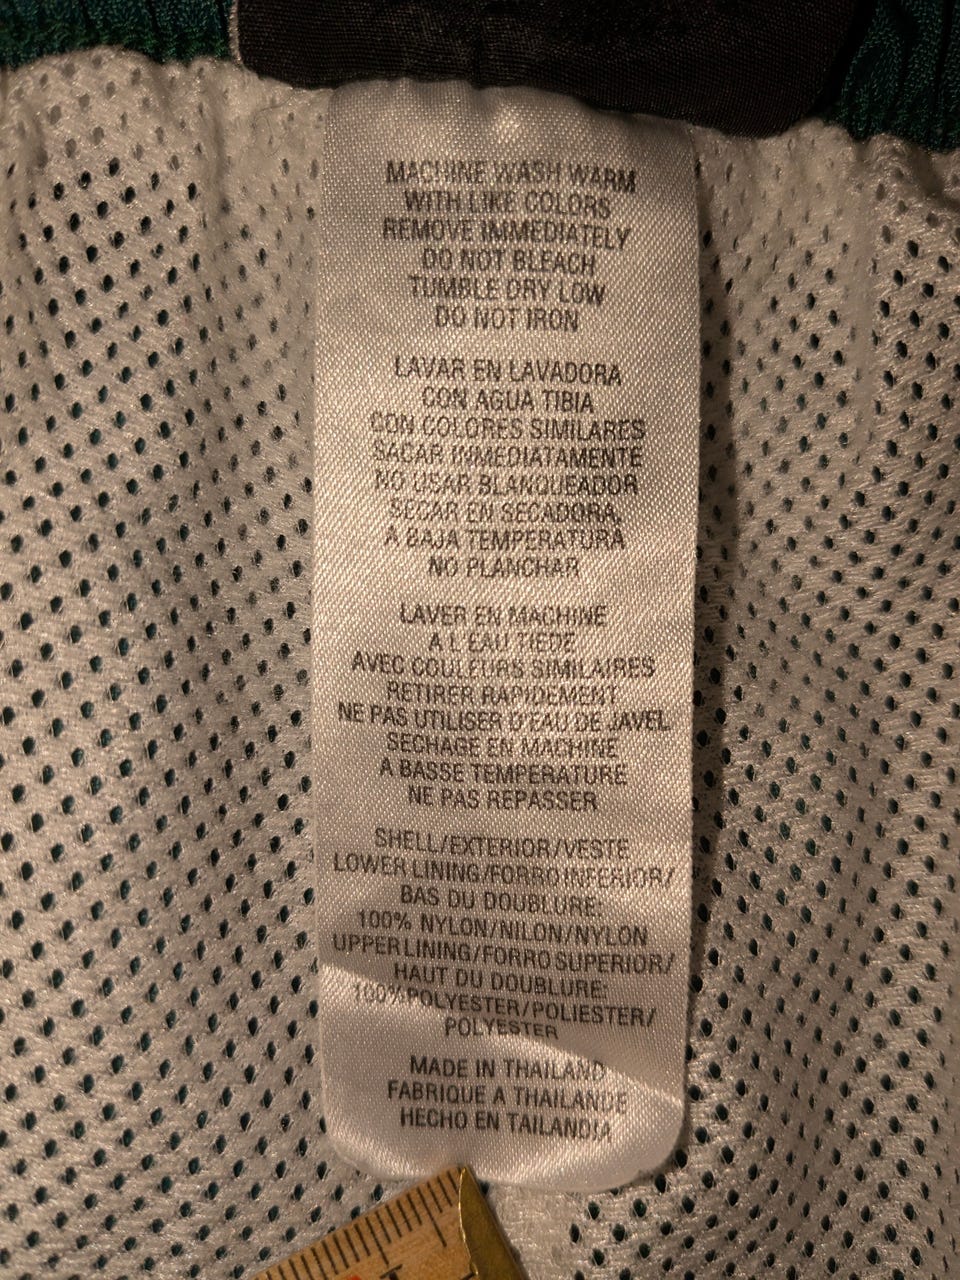 MACHINE WASH WARM
WITH LIKE COLORS
REMOVE IMMEDIATELY
DO NOT BLEACH
TUMBLE DRY LOW
DO NOT IRON
LAVAR EN LAVADORA
CON AGUA TIBIA
CON COLORES SIMILARES
SACAR INMEDIATAMENTE
NO USAR BLANQUEADOR
SECAR EN SECADORA,
A BAJA TEMPERATURA
NO PLANCHAR
LAVER EN MACHINE
A L'EAU TIEDE
AVEC COULEURS SIMILAIRES
RETIRER RAPIDEMENT
NE PAS UTILISER D'EAU DE JAVEL
SECHAGE EN MACHINE
A BASSE TEMPERATURE
NE PAS REPASSER
SHELL/EXTERIOR/VESTE
LOWER LINING/FORRO INFERIOR/
BAS DU DOUBLURE:
100% NYLON/NILON/NYLON
UPPER LINING/FORRO SUPERIOR/
HAUT DU DOUBLURE:
100% POLYESTER/POLIESTER/
POLYESTER
MADE IN THAILAND
FABRIQUE A THAILANDE
HECHO EN TAILANDIA